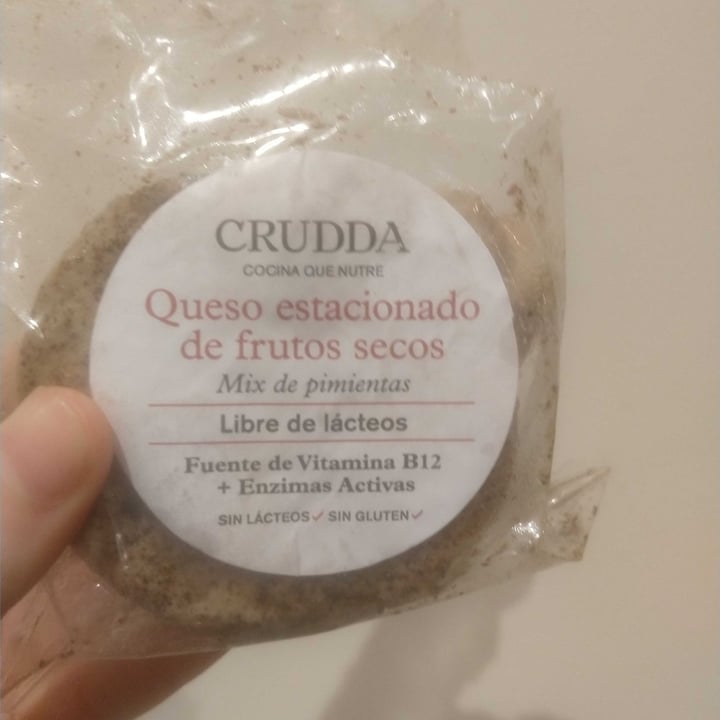 CRUDDA
COCINA QUE NUTRE
Queso estacionado
de frutos secos
Mix de pimientas
Libre de lácteos
Fuente de Vitamina B12
+ Enzimas Activas
SIN LÁCTEOS✓ SIN GLUTEN✓